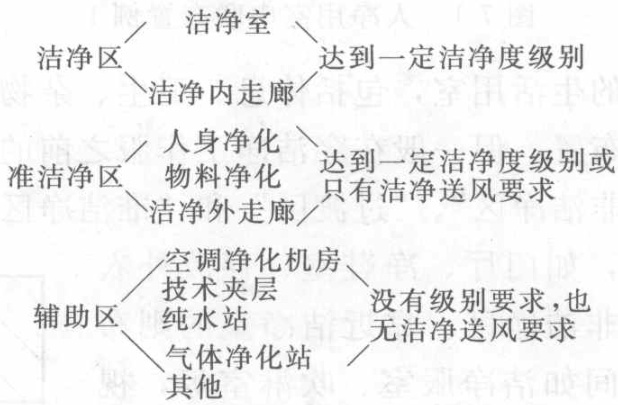 洁净区
洁净室
洁净内走廊
达到一定洁净度级别
准洁净区
人身净化
物料净化
洁净外走廊
达到一定洁净度级别或
只有洁净送风要求
辅助区
空调净化机房
技术夹层
纯水站
气体净化站
其他
没有级别要求,也
无洁净送风要求